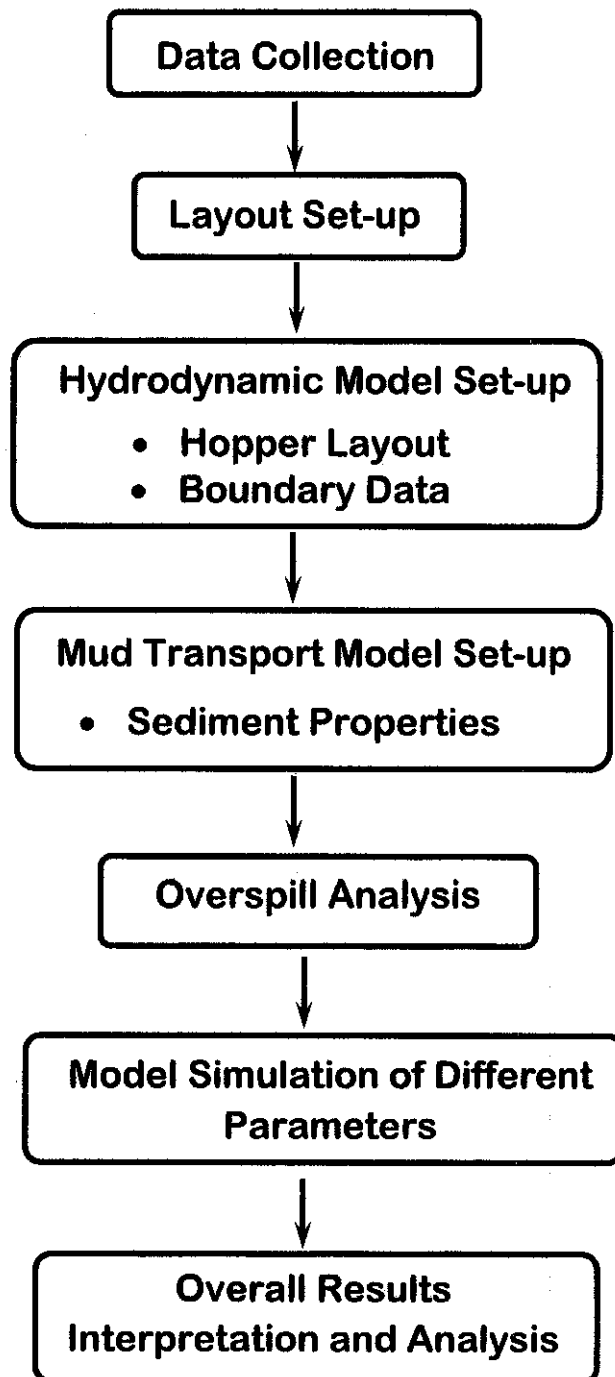 Data Collection
Layout Set-up
Hydrodynamic Model Set-up
• Hopper Layout
• Boundary Data
Mud Transport Model Set-up
• Sediment Properties
Overspill Analysis
Model Simulation of Different
Parameters
Overall Results
Interpretation and Analysis